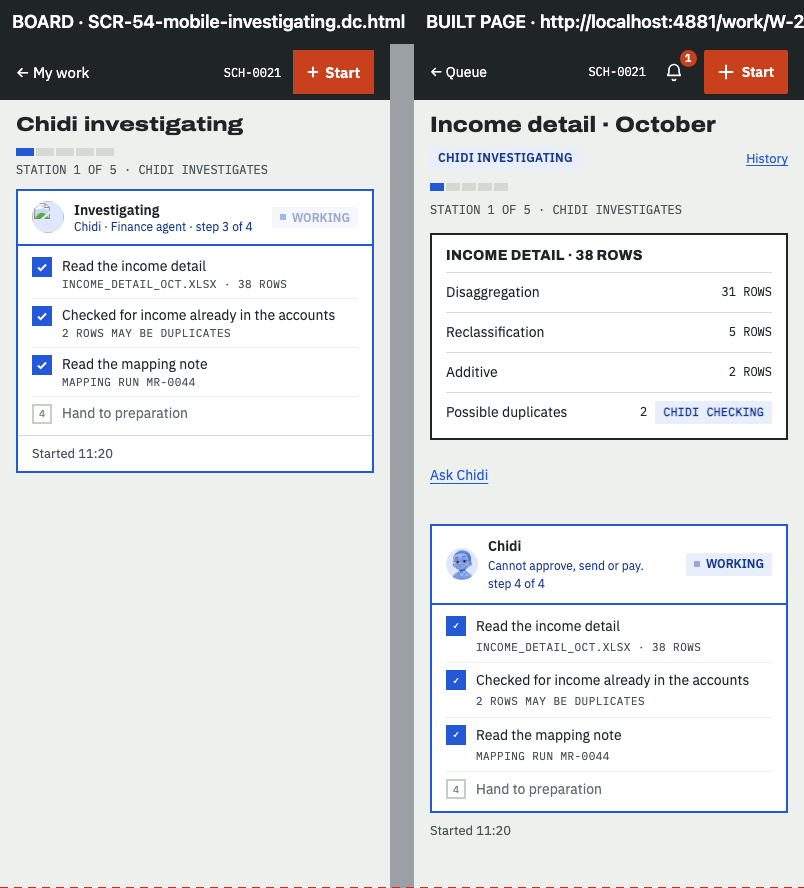 BOARD · SCR-54-mobile-investigating.dc.html
← My work
SCH-0021
+ Start
Chidi investigating
STATION 1 OF 5 · CHIDI INVESTIGATES
Investigating
Chidi · Finance agent · step 3 of 4
WORKING
Read the income detail
INCOME_DETAIL_OCT.XLSX · 38 ROWS
Checked for income already in the accounts
2 ROWS MAY BE DUPLICATES
Read the mapping note
MAPPING RUN MR-0044
4
Hand to preparation
Started 11:20
BUILT PAGE · http://localhost:4881/work/W-2
← Queue
SCH-0021
1
+ Start
Income detail · October
CHIDI INVESTIGATING
History
STATION 1 OF 5 · CHIDI INVESTIGATES
INCOME DETAIL · 38 ROWS
Disaggregation 31 ROWS
Reclassification 5 ROWS
Additive 2 ROWS
Possible duplicates 2 CHIDI CHECKING
Ask Chidi
Chidi
Cannot approve, send or pay.
step 4 of 4
WORKING
Read the income detail
INCOME_DETAIL_OCT.XLSX · 38 ROWS
Checked for income already in the accounts
2 ROWS MAY BE DUPLICATES
Read the mapping note
MAPPING RUN MR-0044
4
Hand to preparation
Started 11:20